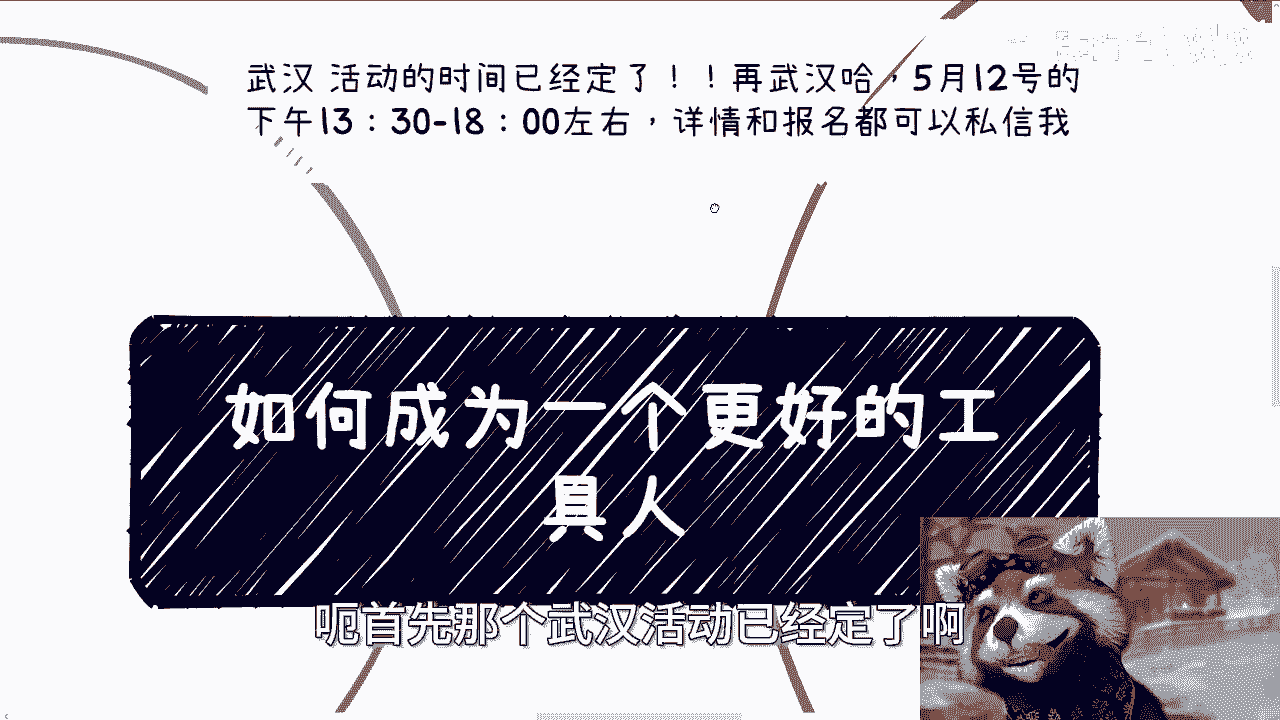 武汉 活动的时间已经定了！！再武汉哈，5月12号的
下午13：30-18：00左右，详情和报名都可以私信我
如何成为一个更好的工
具人
呃首先那个武汉活动已经定了啊